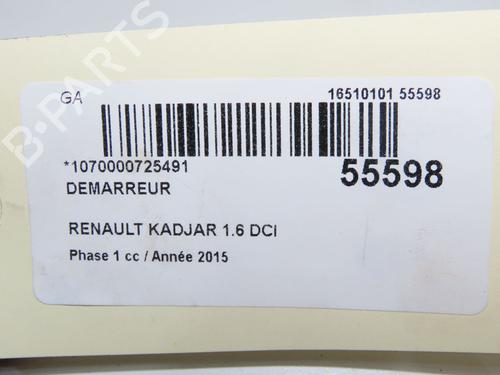 B-PARTS
GA
16510101 55598
*1070000725491
55598
DEMARREUR
RENAULT KADJAR 1.6 DCI
Phase 1 cc / Année 2015